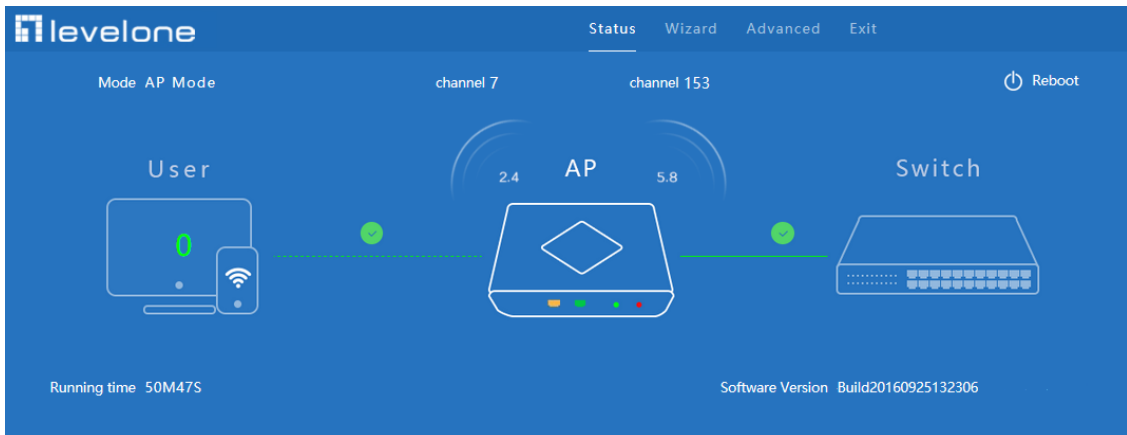 levelone Status Wizard Advanced Exit
Mode AP Mode channel 7 channel 153 Reboot
User 2.4 AP 5.8 Switch
0
Running time 50M47S Software Version Build20160925132306